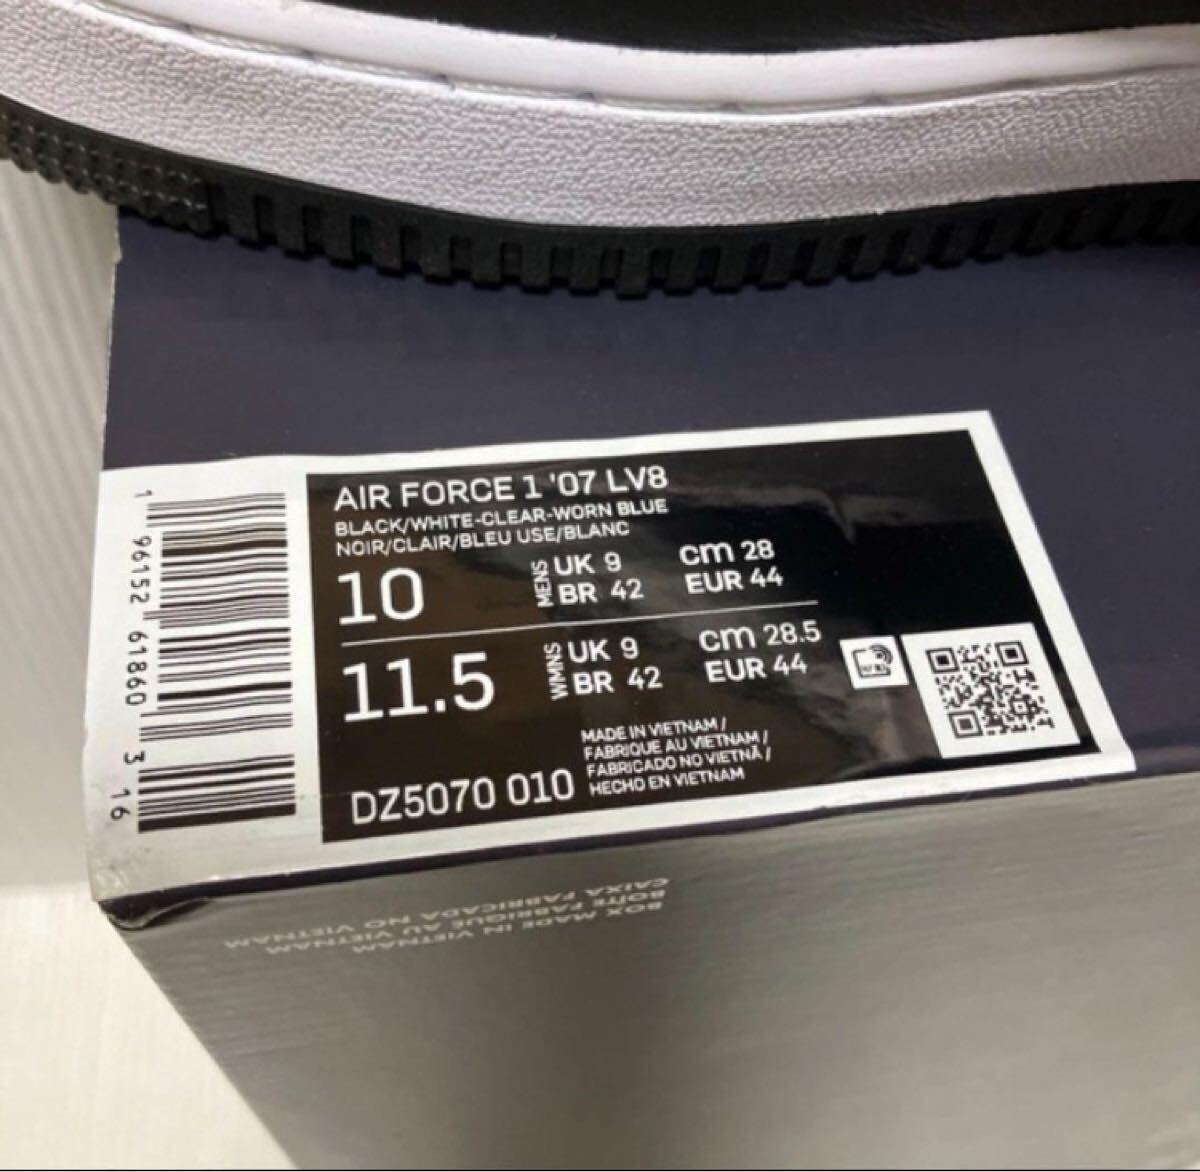 AIR FORCE 1 '07 LV8
BLACK/WHITE-CLEAR-WORN BLUE
NOIR/CLAIR/BLEU USE/BLANC
10 MENS UK 9 cm 28
BR 42 EUR 44
11.5 WMNS UK 9 cm 28.5
BR 42 EUR 44
MADE IN VIETNAM /
FABRIQUE AU VIETNAM /
FABRICADO NO VIETNÃ /
HECHO EN VIETNAM
DZ5070 010
1 96152 61860 3 16
BOX MADE IN VIETNAM
BOÎTE FABRIQUÉ AU VIETNAM
CAIXA FABRICADA NO VIETNAM